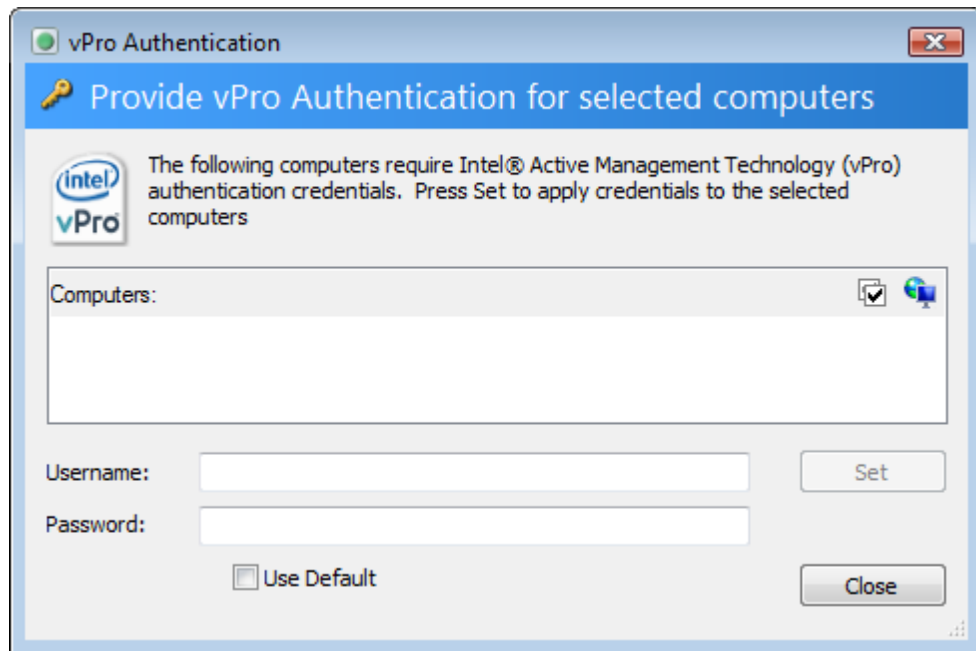 vPro Authentication
Provide vPro Authentication for selected computers
intel
vPro
The following computers require Intel® Active Management Technology (vPro)
authentication credentials.  Press Set to apply credentials to the selected
computers
Computers:
Username:
Set
Password:
Use Default
Close